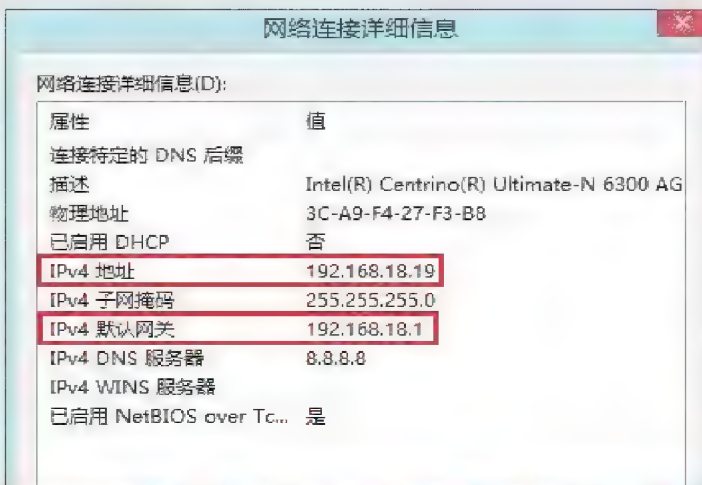 网络连接详细信息
网络连接详细信息(D):
属性 值
连接特定的 DNS 后缀
描述 Intel(R) Centrino(R) Ultimate-N 6300 AG
物理地址 3C-A9-F4-27-F3-B8
已启用 DHCP 否
IPv4 地址 192.168.18.19
IPv4 子网掩码 255.255.255.0
IPv4 默认网关 192.168.18.1
IPv4 DNS 服务器 8.8.8.8
IPv4 WINS 服务器
已启用 NetBIOS over Tc... 是